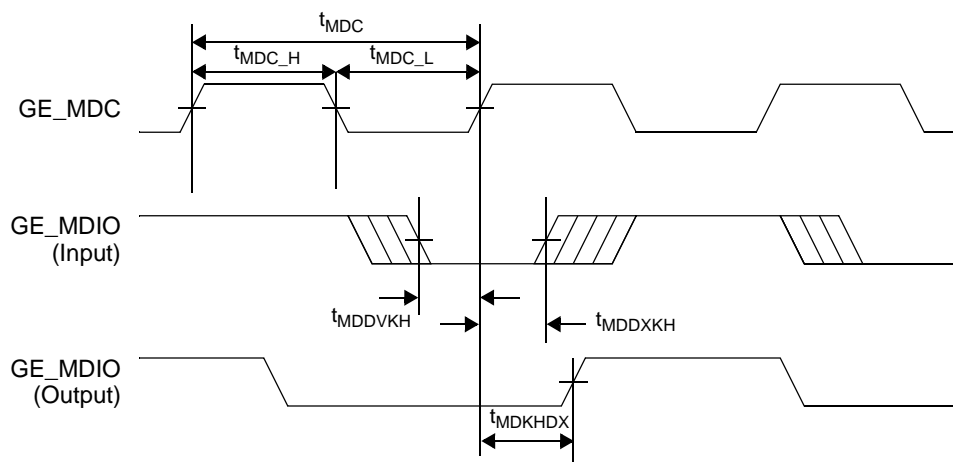 tMDC
tMDC_H
tMDC_L
GE_MDC
GE_MDIO
(Input)
tMDDVKH
tMDDXKH
GE_MDIO
(Output)
tMDKHDX